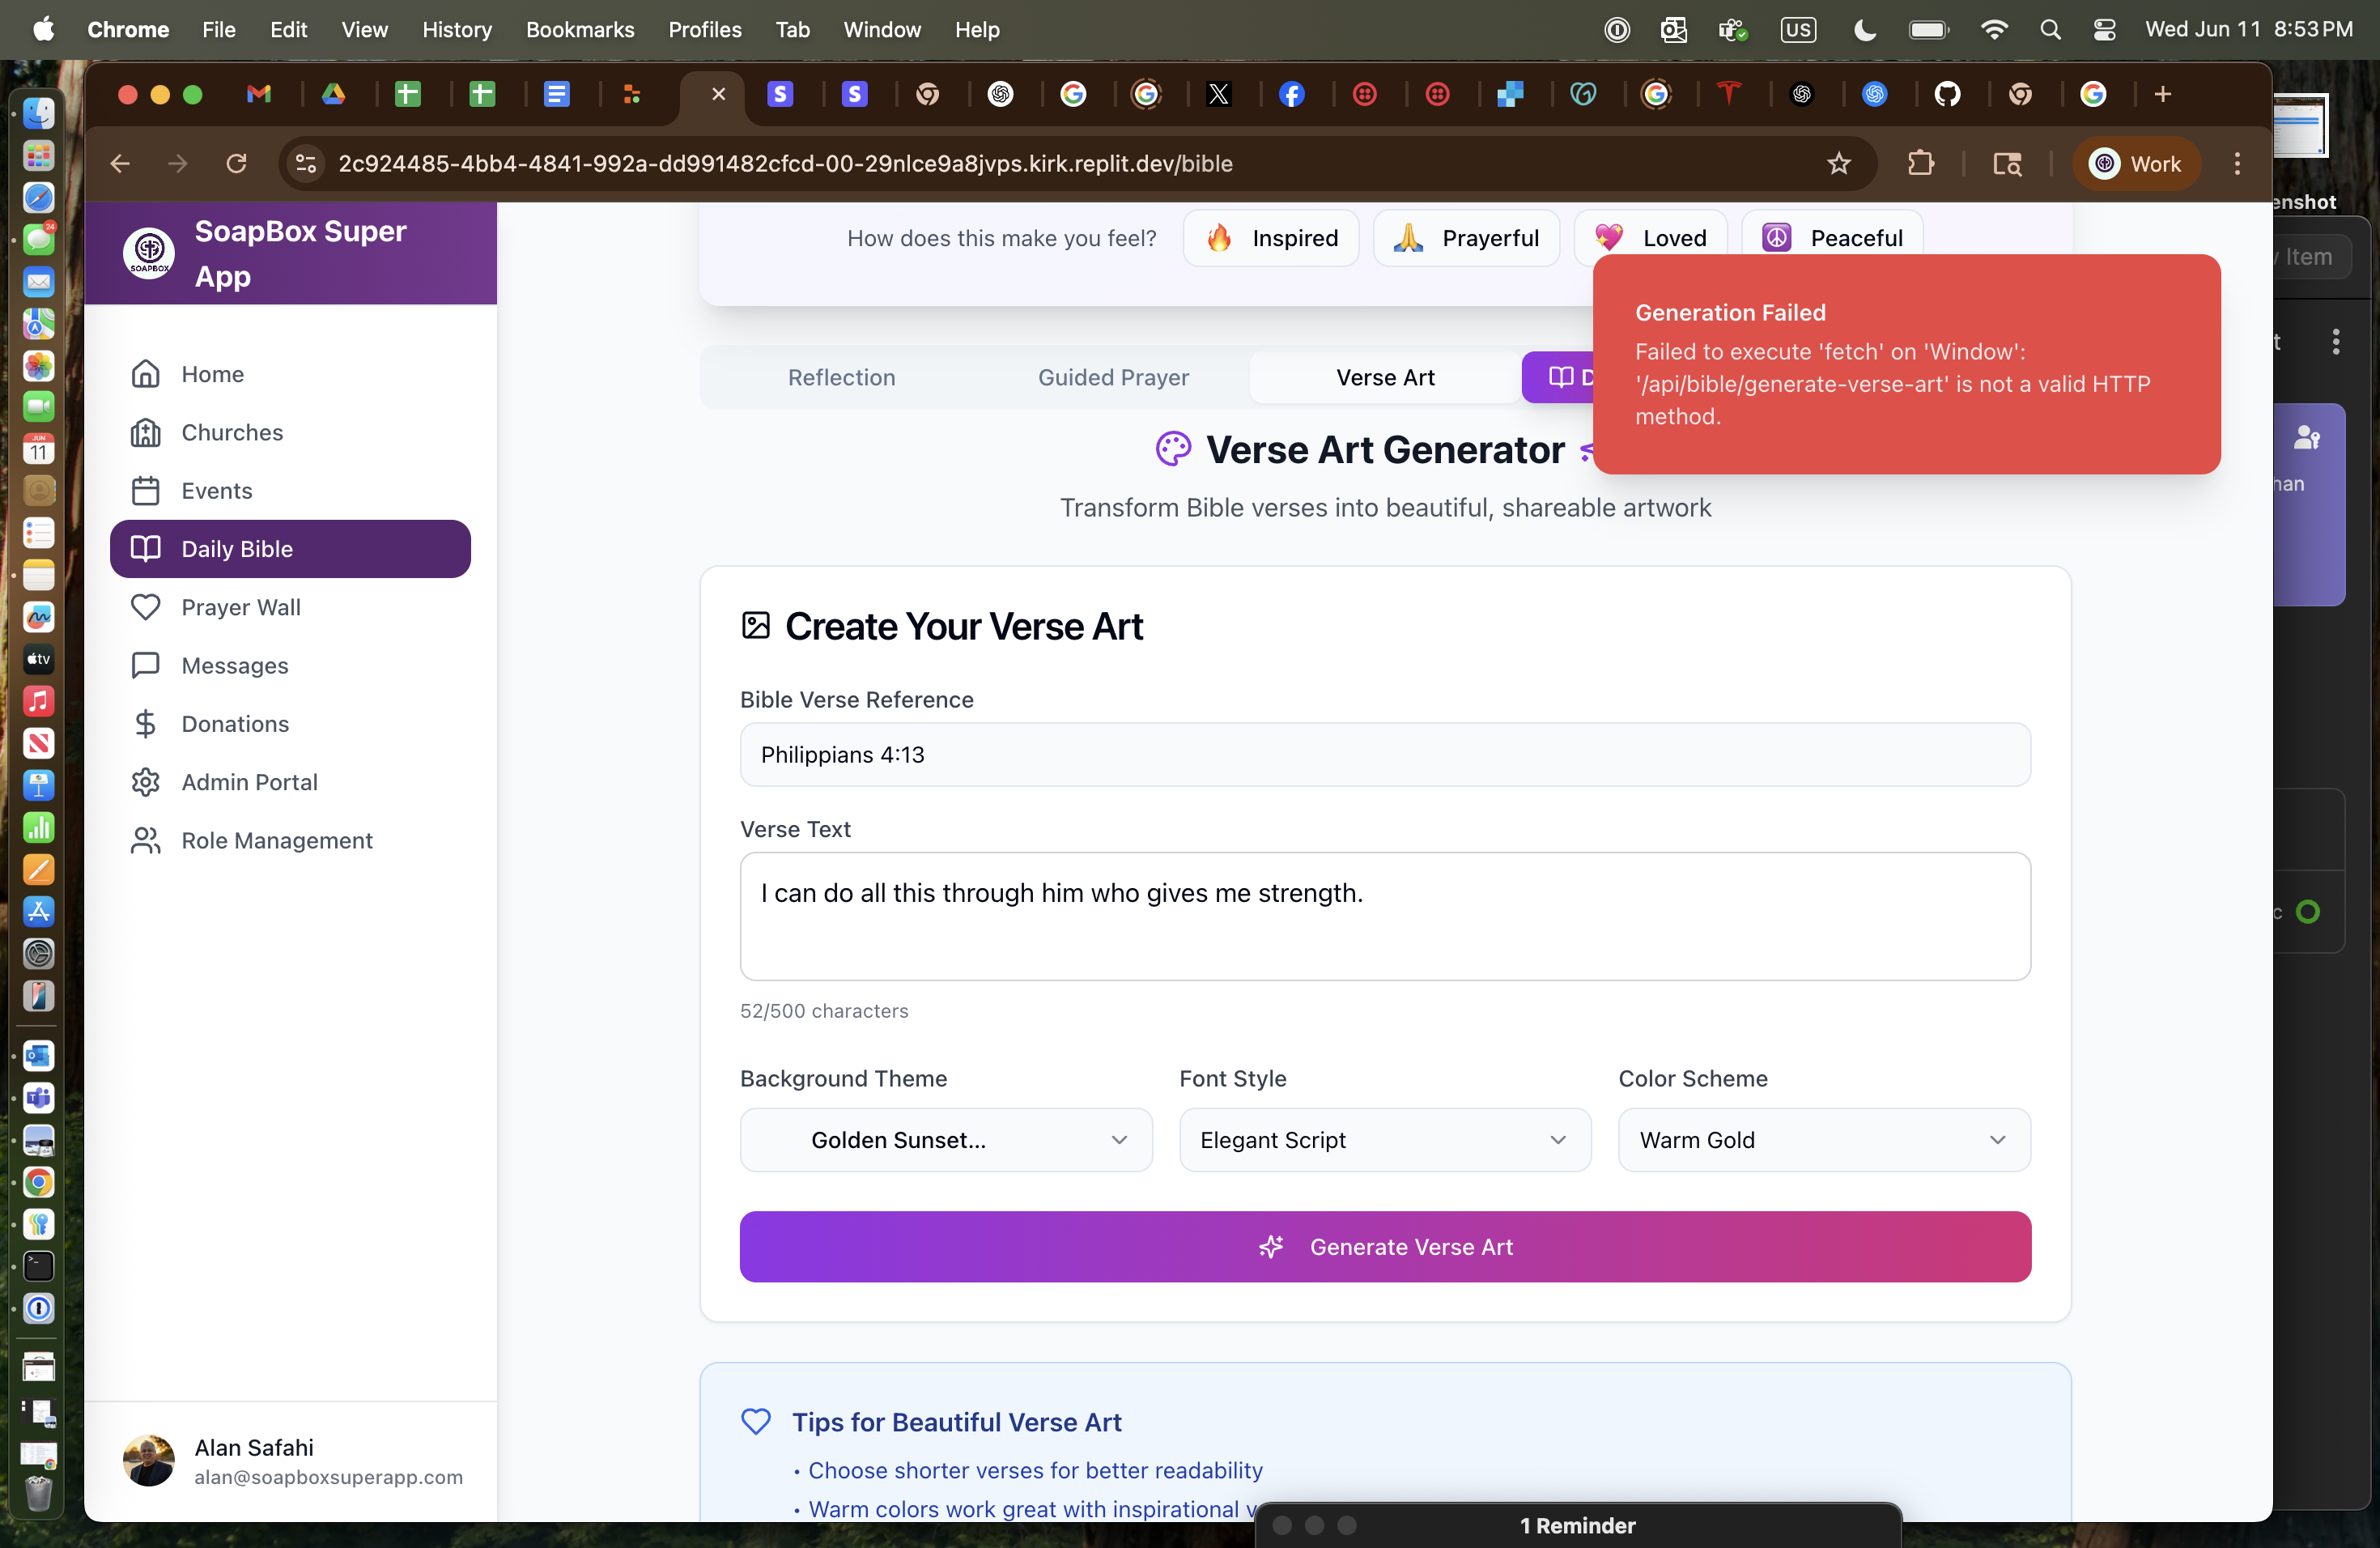 Chrome File Edit View History Bookmarks Profiles Tab Window Help
US
Wed Jun 11 8:53 PM
2c924485-4bb4-4841-992a-dd991482cfcd-00-29nlce9a8jvps.kirk.replit.dev/bible
Work
enshot
Item
SOAPBOX
SoapBox Super
App
Home
Churches
Events
Daily Bible
Prayer Wall
Messages
Donations
Admin Portal
Role Management
Alan Safahi
alan@soapboxsuperapp.com
How does this make you feel?
Inspired
Prayerful
Loved
Peaceful
Generation Failed
Failed to execute 'fetch' on 'Window':
'/api/bible/generate-verse-art' is not a valid HTTP
method.
Reflection
Guided Prayer
Verse Art
D
Verse Art Generator
Transform Bible verses into beautiful, shareable artwork
Create Your Verse Art
Bible Verse Reference
Philippians 4:13
Verse Text
I can do all this through him who gives me strength.
52/500 characters
Background Theme
Golden Sunset...
Font Style
Elegant Script
Color Scheme
Warm Gold
Generate Verse Art
Tips for Beautiful Verse Art
• Choose shorter verses for better readability
• Warm colors work great with inspirational v
1 Reminder
24
JUN
11
tv